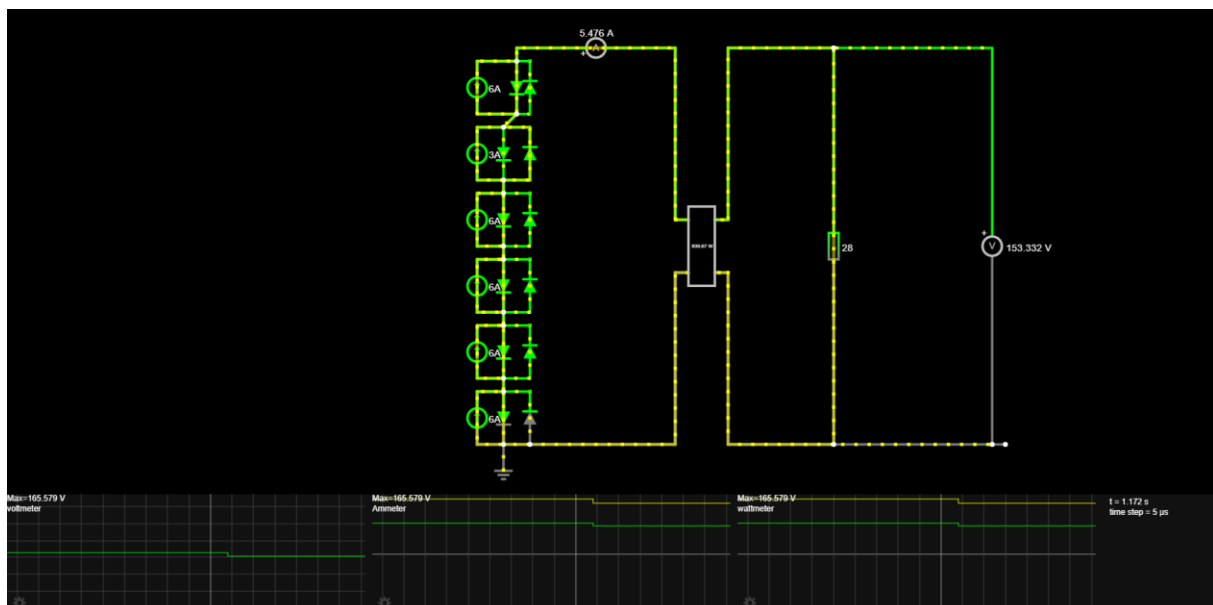 5.476 A
A
+
6A
3A
6A
6A
6A
6A
28
+
V
153.332 V
Max=165.579 V
voltmeter
Max=165.579 V
Ammeter
Max=165.579 V
wattmeter
t = 1.172 s
time step = 5 µs